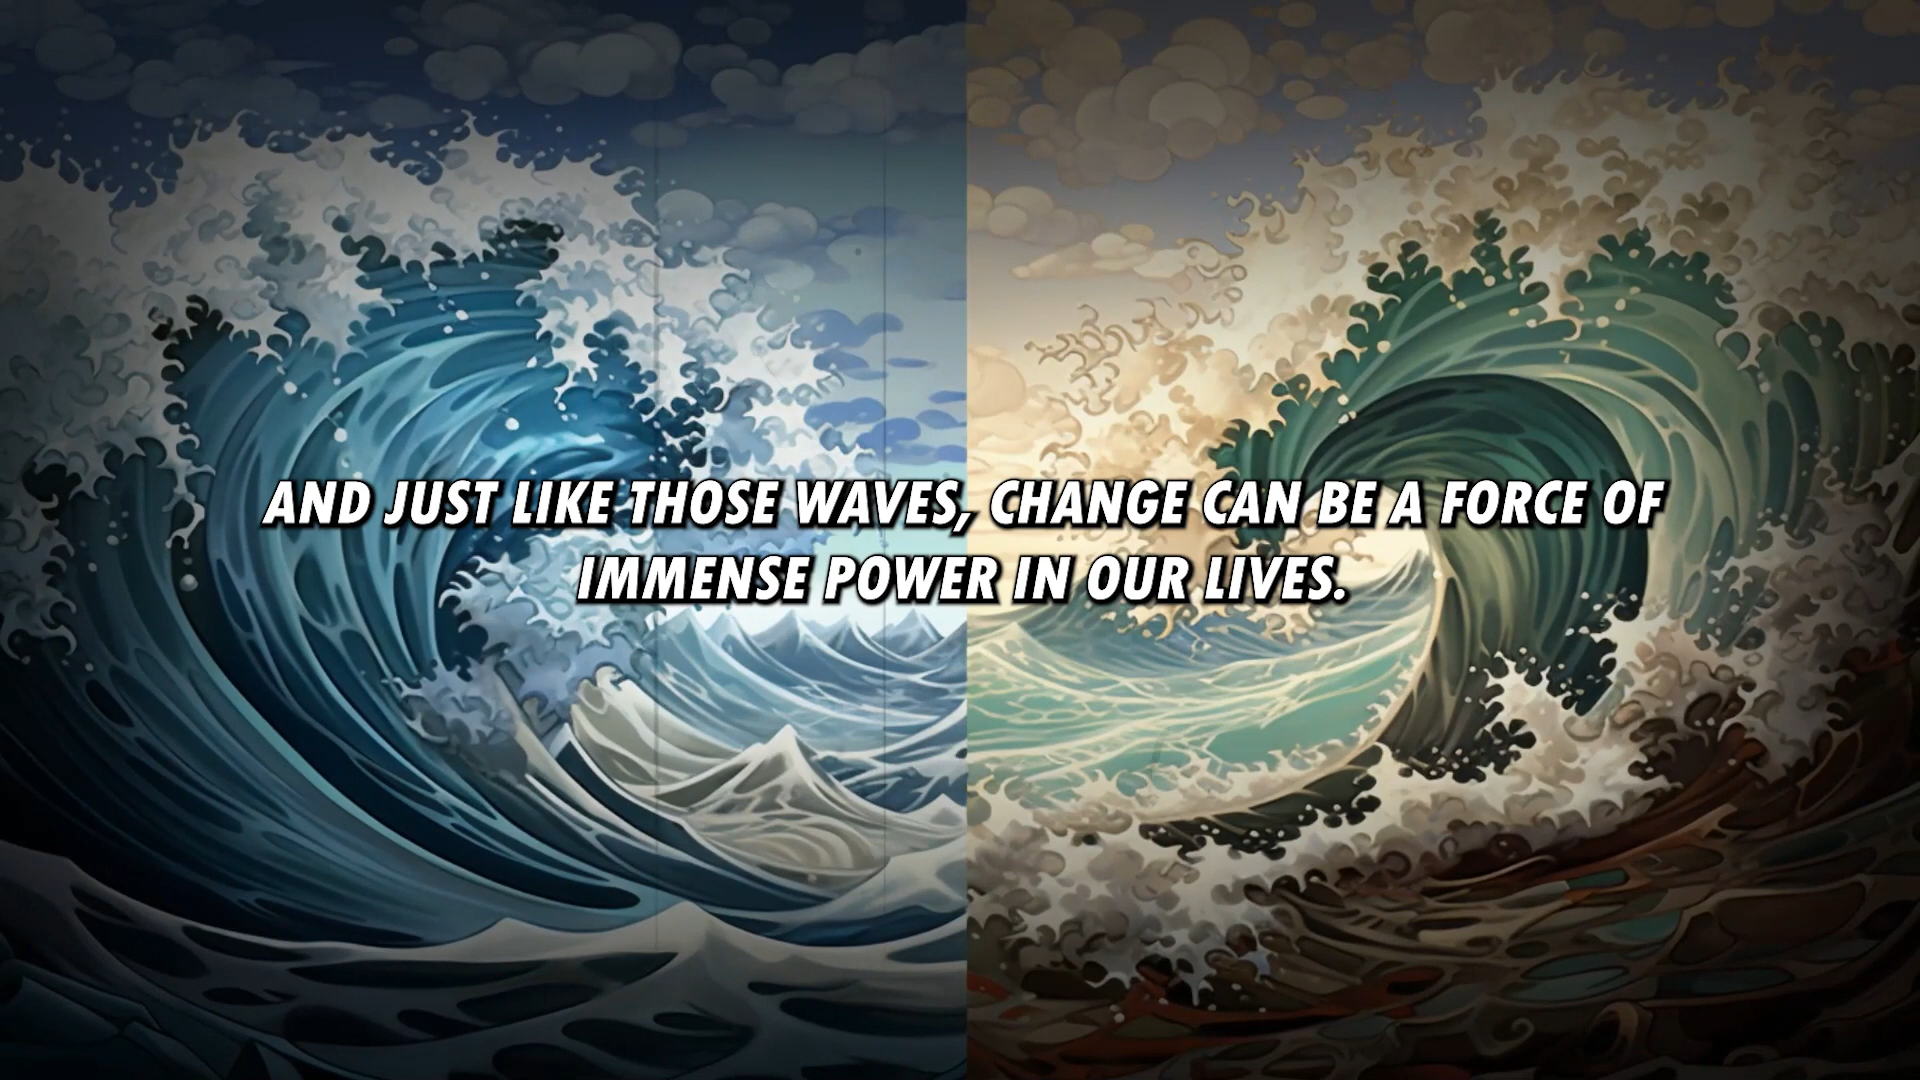 AND JUST LIKE THOSE WAVES, CHANGE CAN BE A FORCE OF
IMMENSE POWER IN OUR LIVES.